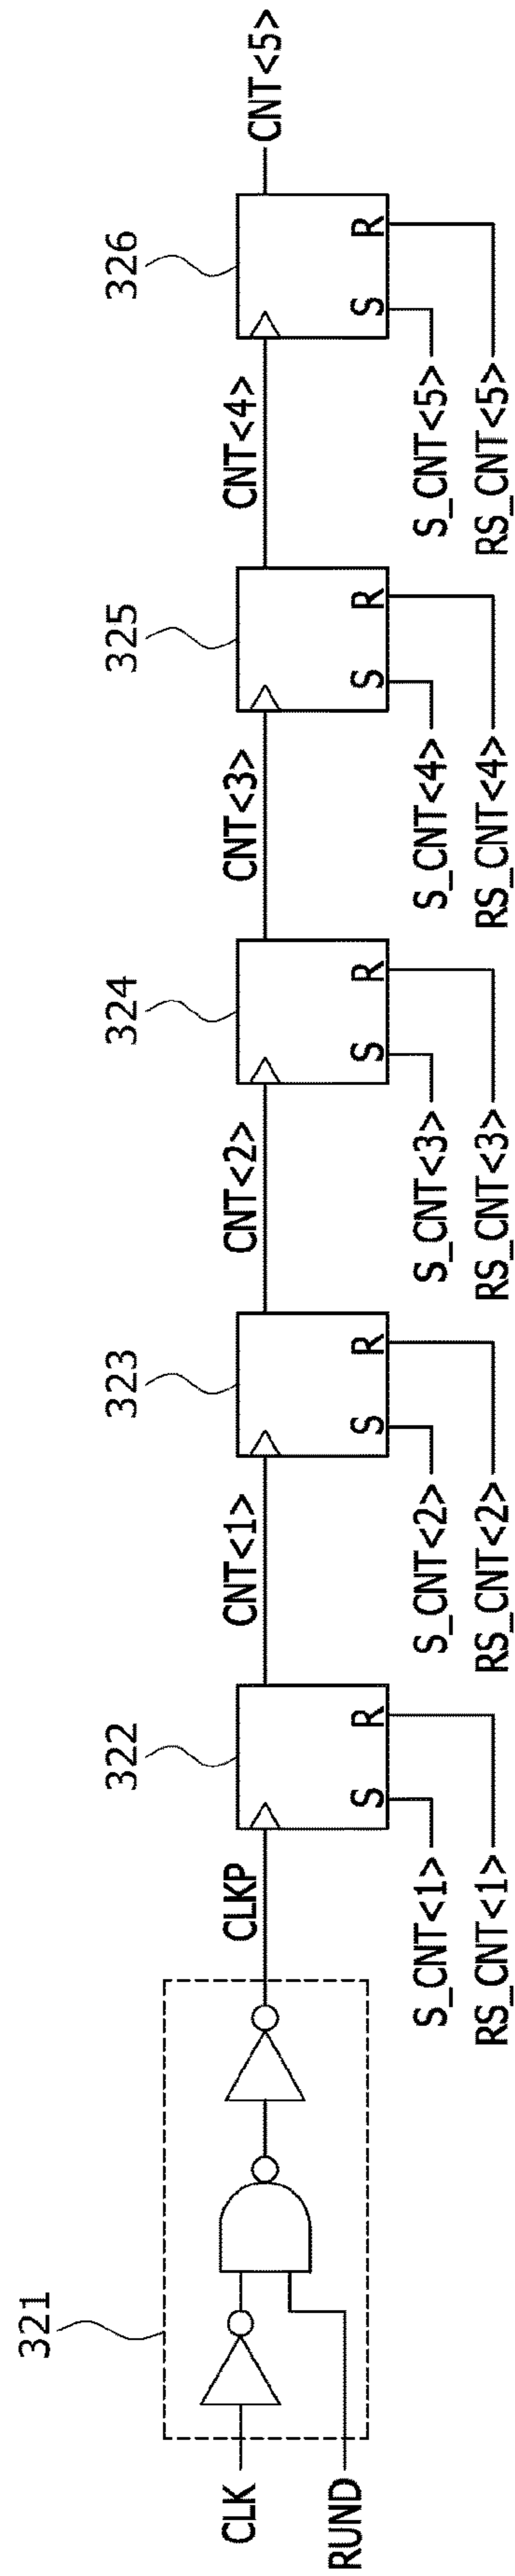 321
322
323
324
325
326
CLK
RUND
CLKP
CNT<1>
CNT<2>
CNT<3>
CNT<4>
CNT<5>
S R
S R
S R
S R
S R
S_CNT<1>
S_CNT<2>
S_CNT<3>
S_CNT<4>
S_CNT<5>
RS_CNT<1>
RS_CNT<2>
RS_CNT<3>
RS_CNT<4>
RS_CNT<5>